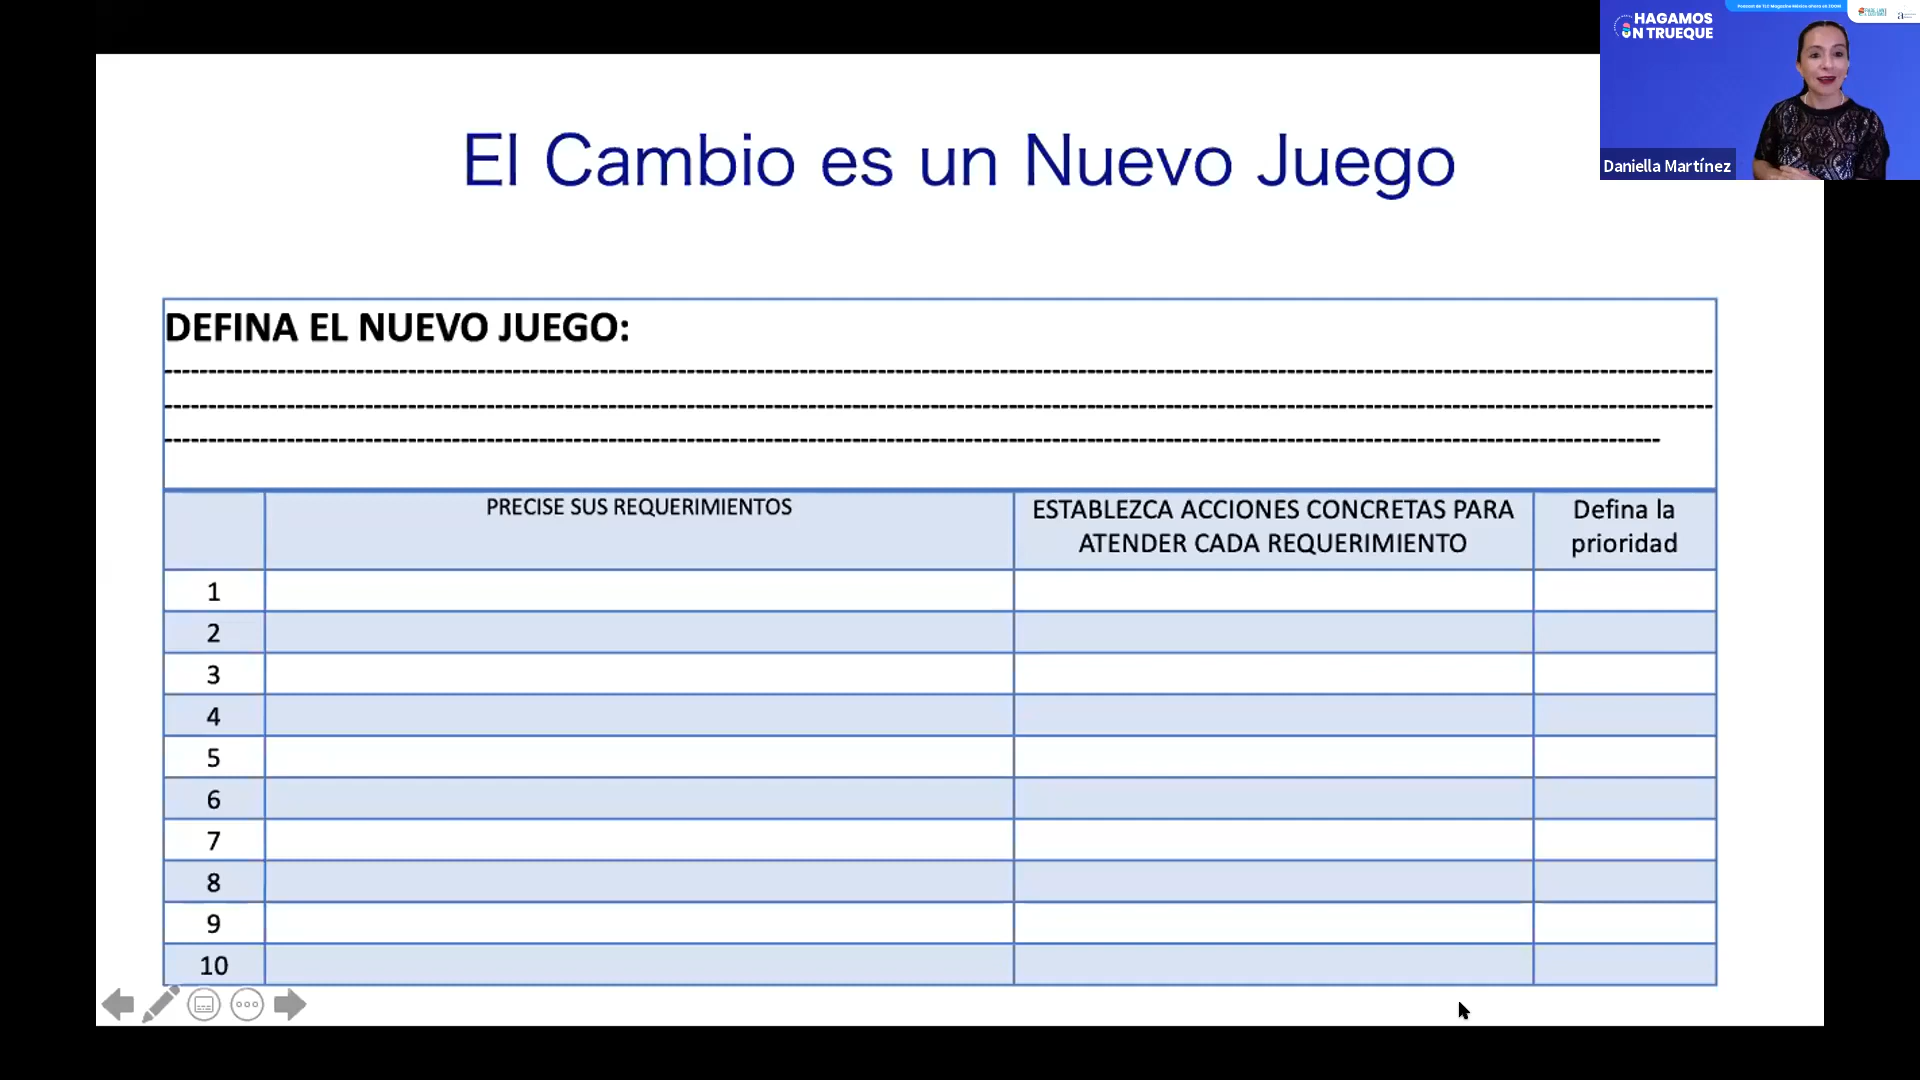 HAGAMOS
UN TRUEQUE
Daniella Martínez
El Cambio es un Nuevo Juego
DEFINA EL NUEVO JUEGO:
PRECISE SUS REQUERIMIENTOS
ESTABLEZCA ACCIONES CONCRETAS PARA
ATENDER CADA REQUERIMIENTO
Defina la
prioridad
1
2
3
4
5
6
7
8
9
10